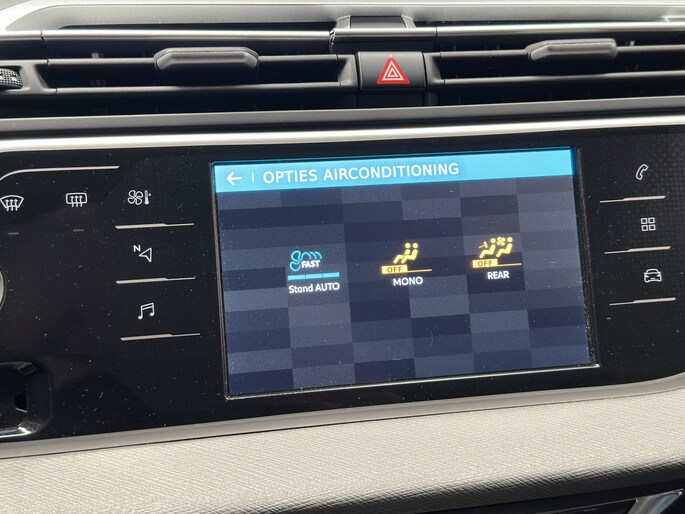 OPTIES AIRCONDITIONING
N
FAST
Stand AUTO
OFF
MONO
OFF
REAR